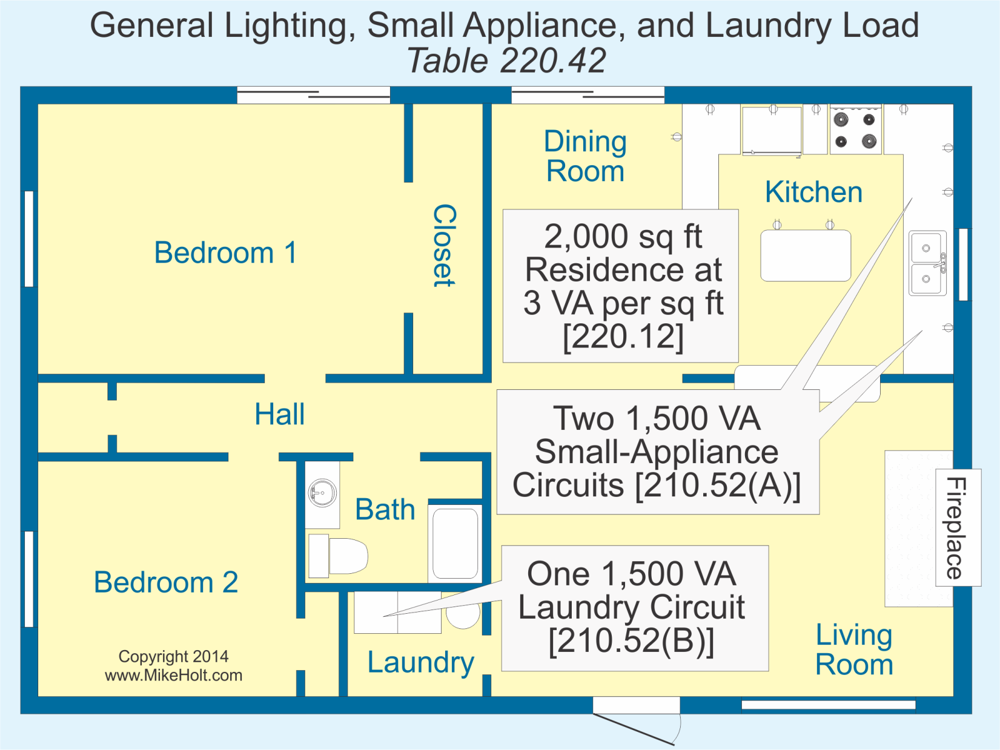 General Lighting, Small Appliance, and Laundry Load
Table 220.42
Dining
Room
Kitchen
Closet
Bedroom 1
2,000 sq ft
Residence at
3 VA per sq ft
[220.12]
Hall
Two 1,500 VA
Small-Appliance
Circuits [210.52(A)]
Fireplace
Bath
Bedroom 2
One 1,500 VA
Laundry Circuit
[210.52(B)]
Living
Room
Laundry
Copyright 2014
www.MikeHolt.com